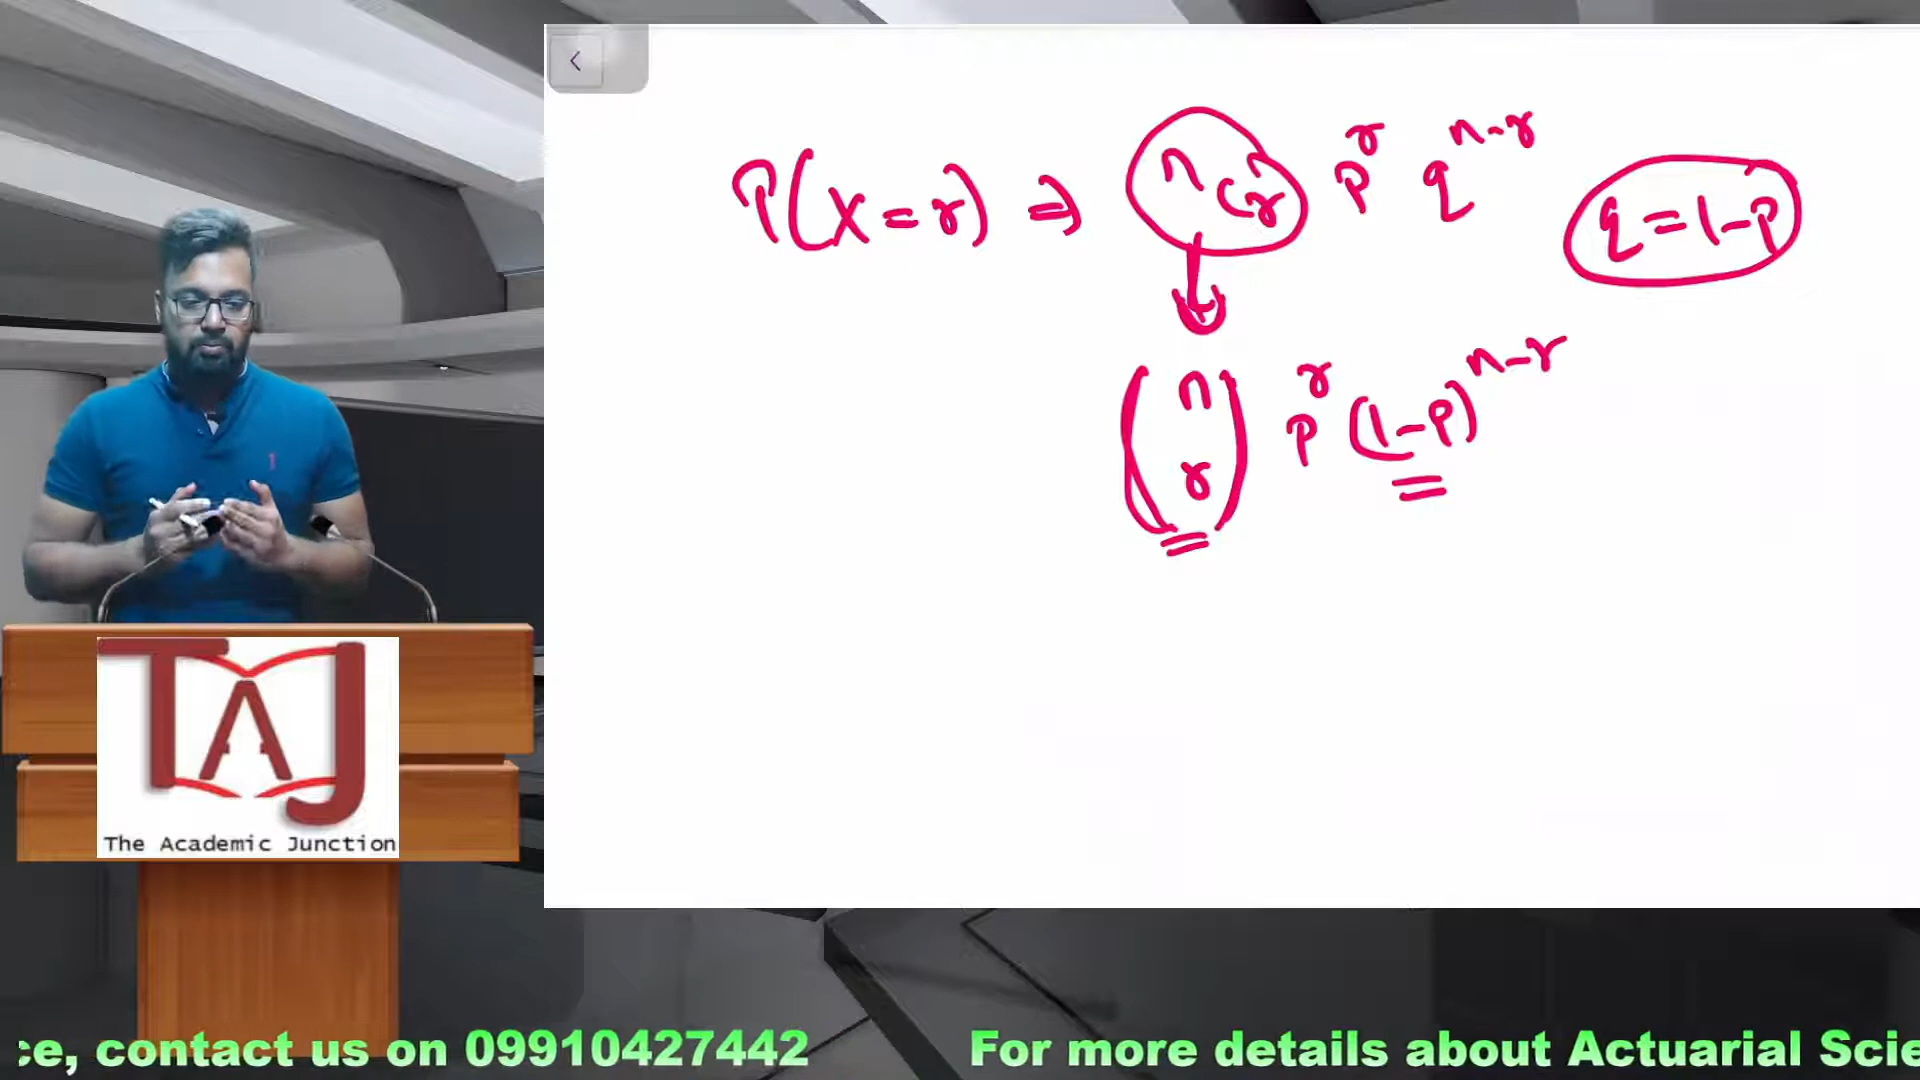 P(X=r) ⇒ ⁿCᵣ pʳ qⁿ⁻ʳ
q=1-p
(n r) pʳ (1-p)ⁿ⁻ʳ
TAJ
The Academic Junction
ce, contact us on 09910427442
For more details about Actuarial Scie